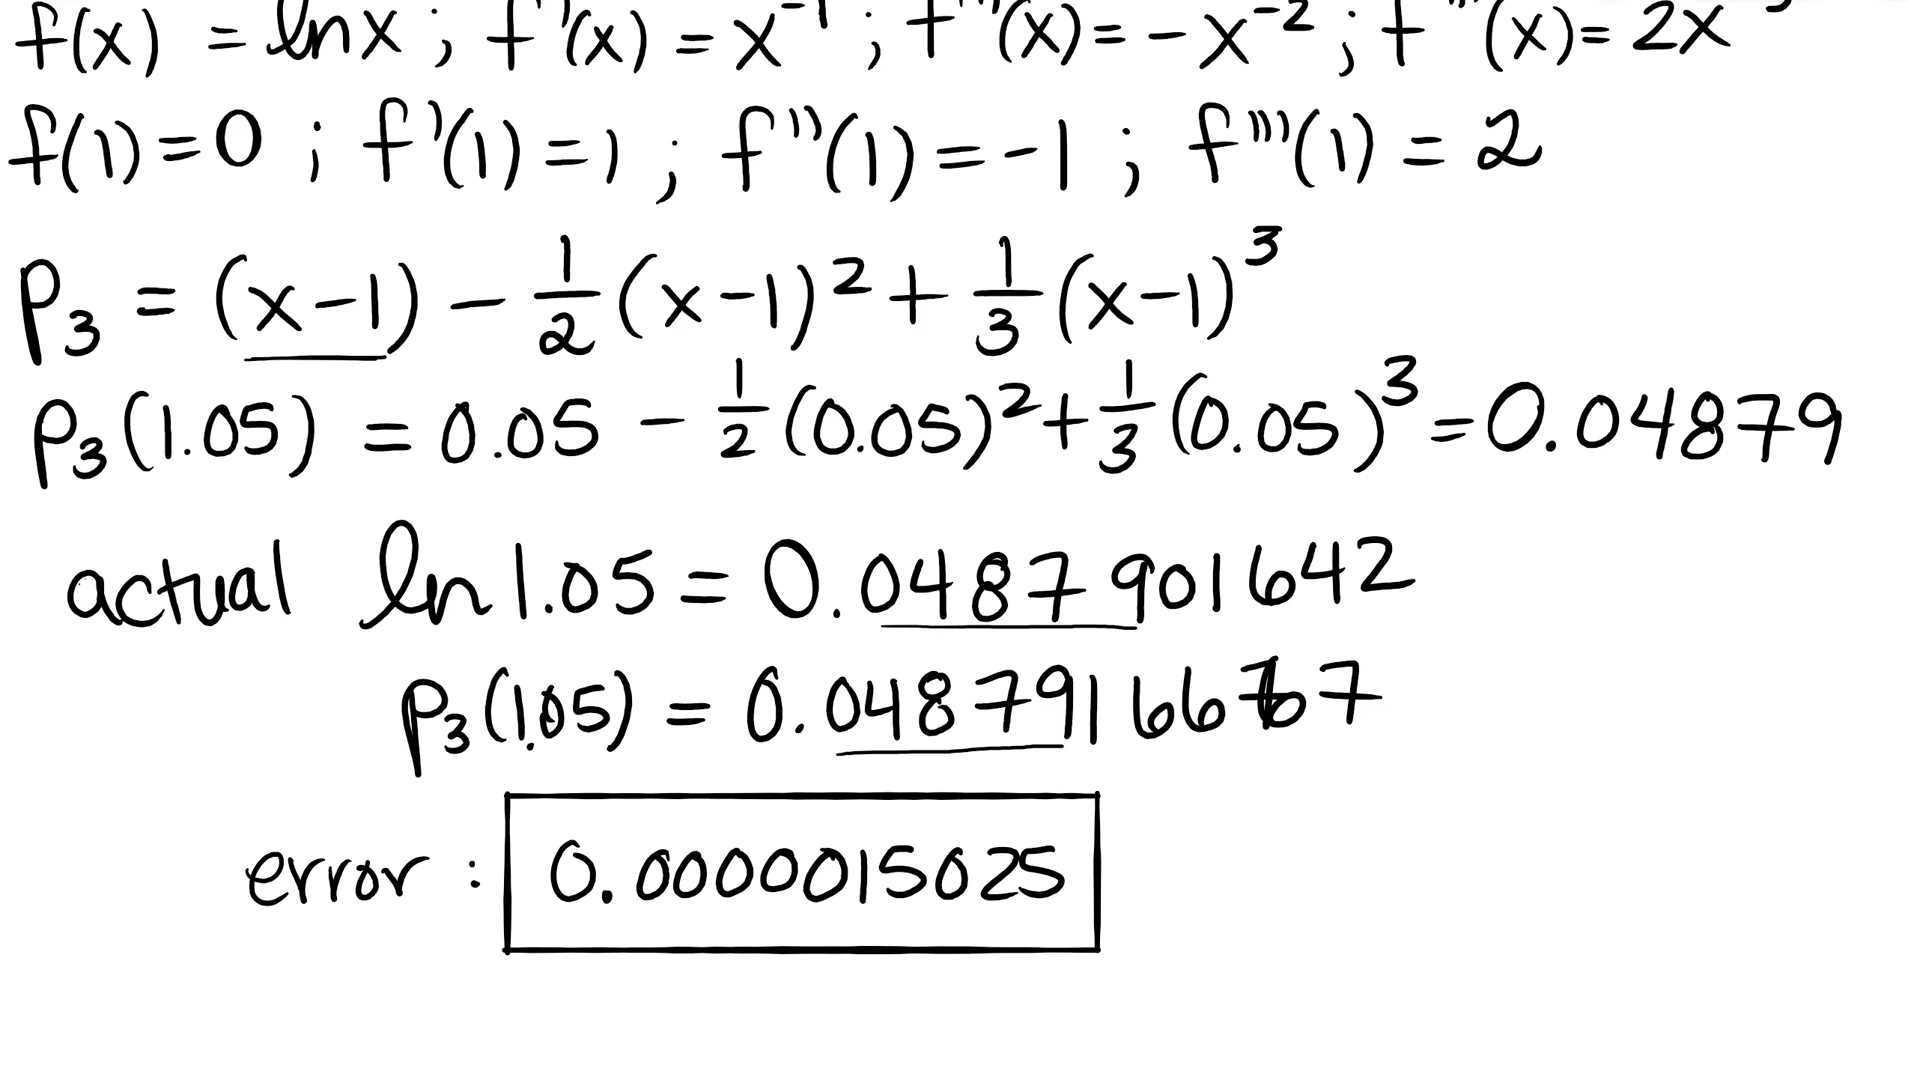 f(x) = ln x ; f'(x) = x⁻¹ ; f''(x) = -x⁻² ; f'''(x) = 2x
f(1) = 0 ; f'(1) = 1 ; f''(1) = -1 ; f'''(1) = 2
p₃ = (x-1) - 1/2 (x-1)² + 1/3 (x-1)³
p₃(1.05) = 0.05 - 1/2 (0.05)² + 1/3 (0.05)³ = 0.04879
actual ln 1.05 = 0.0487901642
p₃(1.05) = 0.04879166667
error : 0.0000015025